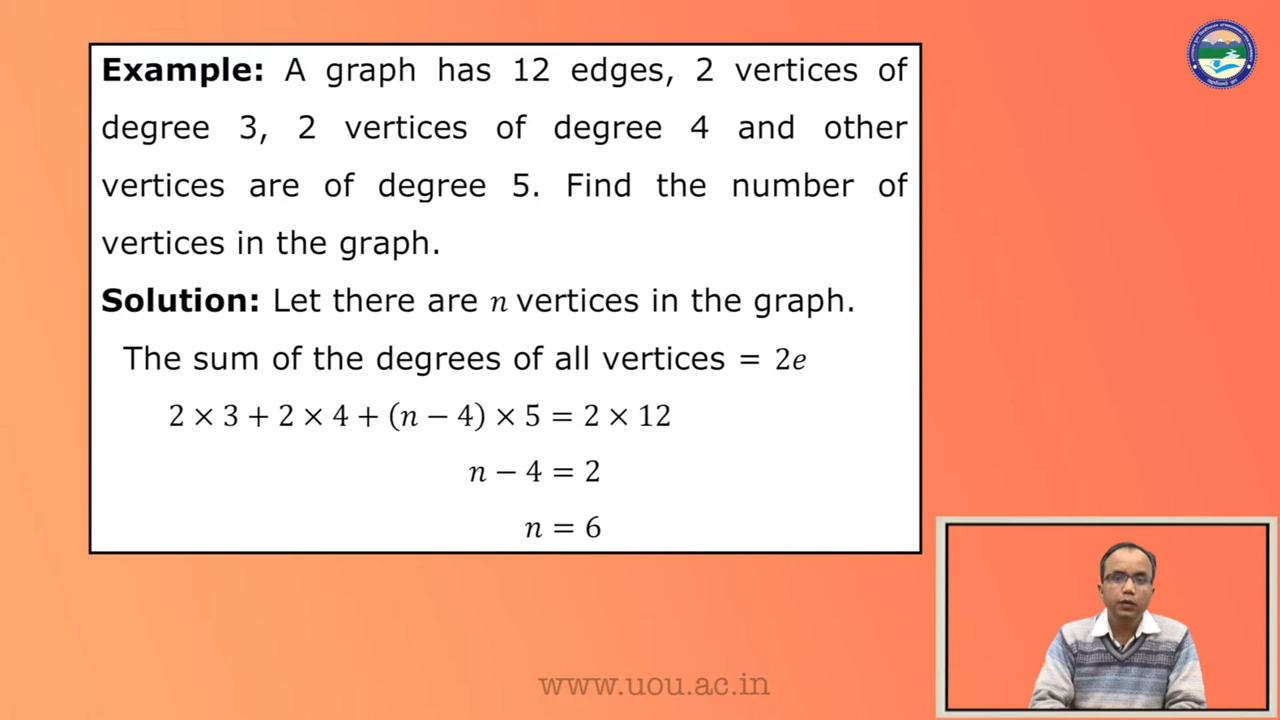 Example: A graph has 12 edges, 2 vertices of
degree 3, 2 vertices of degree 4 and other
vertices are of degree 5. Find the number of
vertices in the graph.
Solution: Let there are n vertices in the graph.
The sum of the degrees of all vertices = 2e
2 × 3 + 2 × 4 + (n − 4) × 5 = 2 × 12
n − 4 = 2
n = 6
www.uou.ac.in